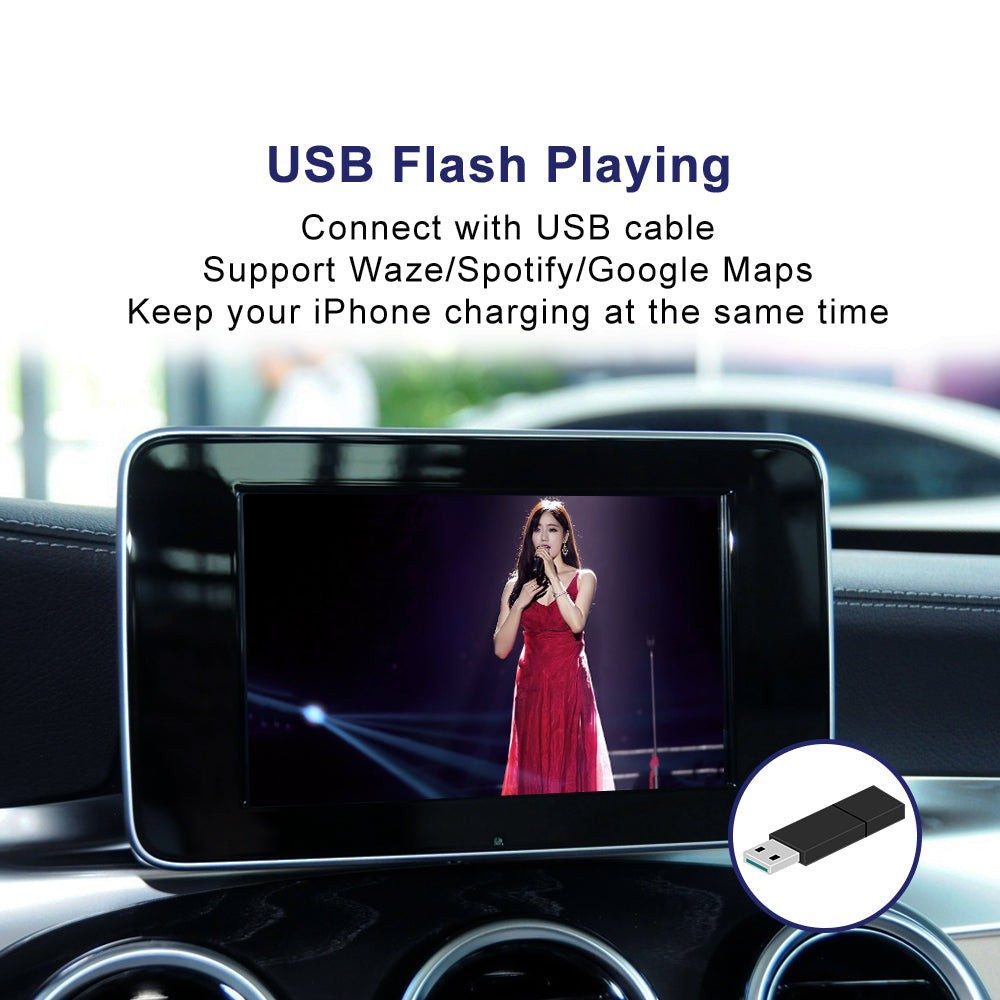 USB Flash Playing
Connect with USB cable
Support Waze/Spotify/Google Maps
Keep your iPhone charging at the same time